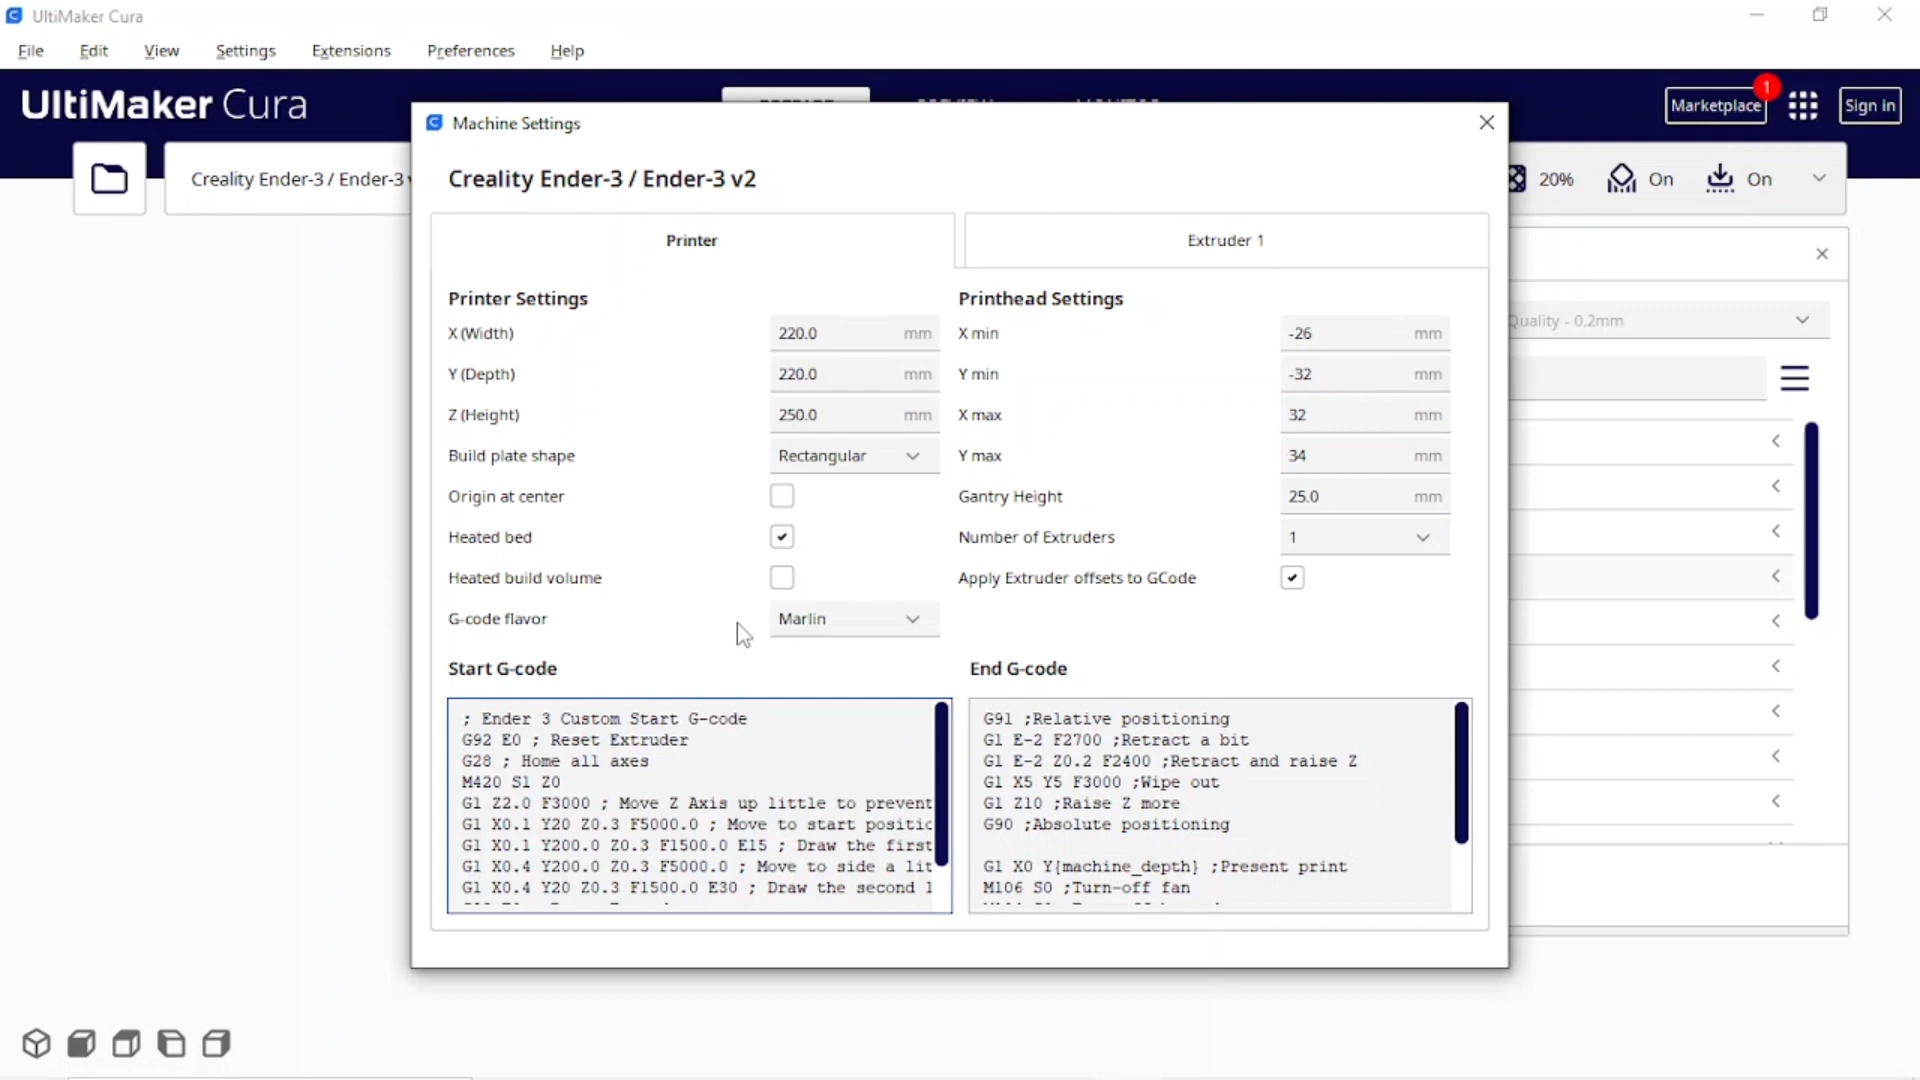 UltiMaker Cura
File Edit View Settings Extensions Preferences Help
UltiMaker Cura
Marketplace 1 Sign in
Creality Ender-3 / Ender-3
20% On On
Machine Settings
Creality Ender-3 / Ender-3 v2
Printer Extruder 1
Printer Settings Printhead Settings
X (Width) 220.0 mm X min -26 mm
Y (Depth) 220.0 mm Y min -32 mm
Z (Height) 250.0 mm X max 32 mm
Build plate shape Rectangular Y max 34 mm
Origin at center Gantry Height 25.0 mm
Heated bed Number of Extruders 1
Heated build volume Apply Extruder offsets to GCode
G-code flavor Marlin
Start G-code End G-code
; Ender 3 Custom Start G-code
G92 E0 ; Reset Extruder
G28 ; Home all axes
M420 S1 Z0
G1 Z2.0 F3000 ; Move Z Axis up little to prevent
G1 X0.1 Y20 Z0.3 F5000.0 ; Move to start positic
G1 X0.1 Y200.0 Z0.3 F1500.0 E15 ; Draw the first
G1 X0.4 Y200.0 Z0.3 F5000.0 ; Move to side a lit
G1 X0.4 Y20 Z0.3 F1500.0 E30 ; Draw the second l
G91 ;Relative positioning
G1 E-2 F2700 ;Retract a bit
G1 E-2 Z0.2 F2400 ;Retract and raise Z
G1 X5 Y5 F3000 ;Wipe out
G1 Z10 ;Raise Z more
G90 ;Absolute positioning
G1 X0 Y{machine_depth} ;Present print
M106 S0 ;Turn-off fan
Quality - 0.2mm